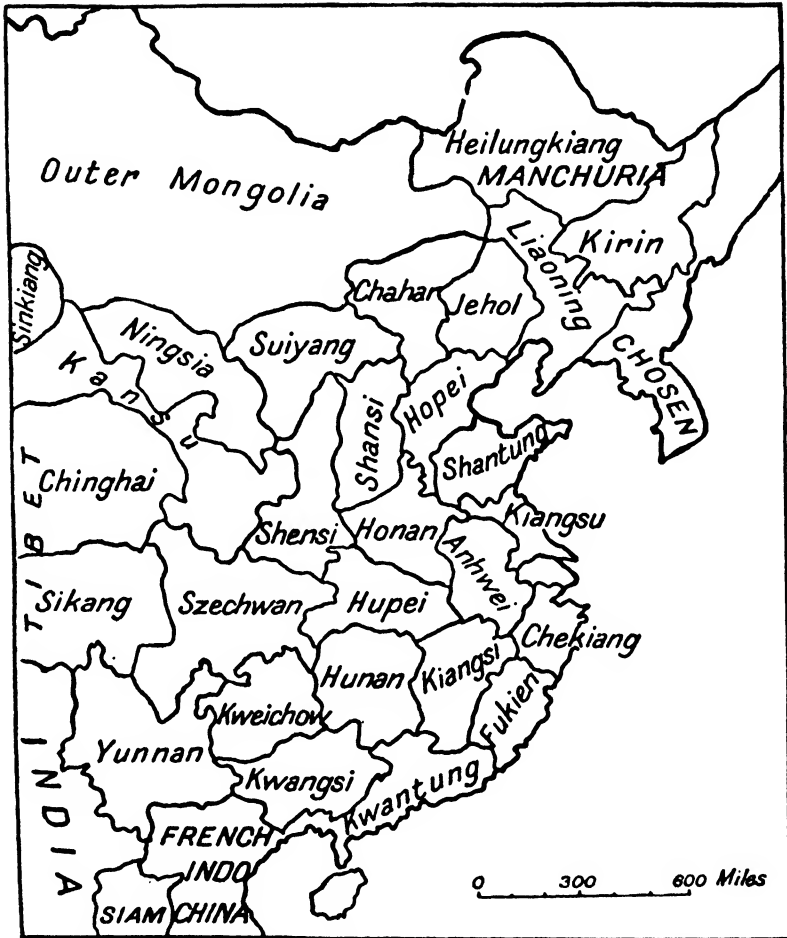 Heilungkiang
MANCHURIA
Outer Mongolia
Liaoning
Kirin
Sinkiang
Chahar
Jehol
Ningsia
Suiyang
Kansu
CHOSEN
Hopei
Shansi
Shantung
TIBET
Chinghai
Kiangsu
Shensi
Honan
Anhwei
Sikang
Szechwan
Hupei
Chekiang
Hunan
Kiangsi
Fukien
Kweichow
Yunnan
Kwangsi
Kwantung
INDIA
FRENCH
INDO
CHINA
SIAM
0 300 600 Miles